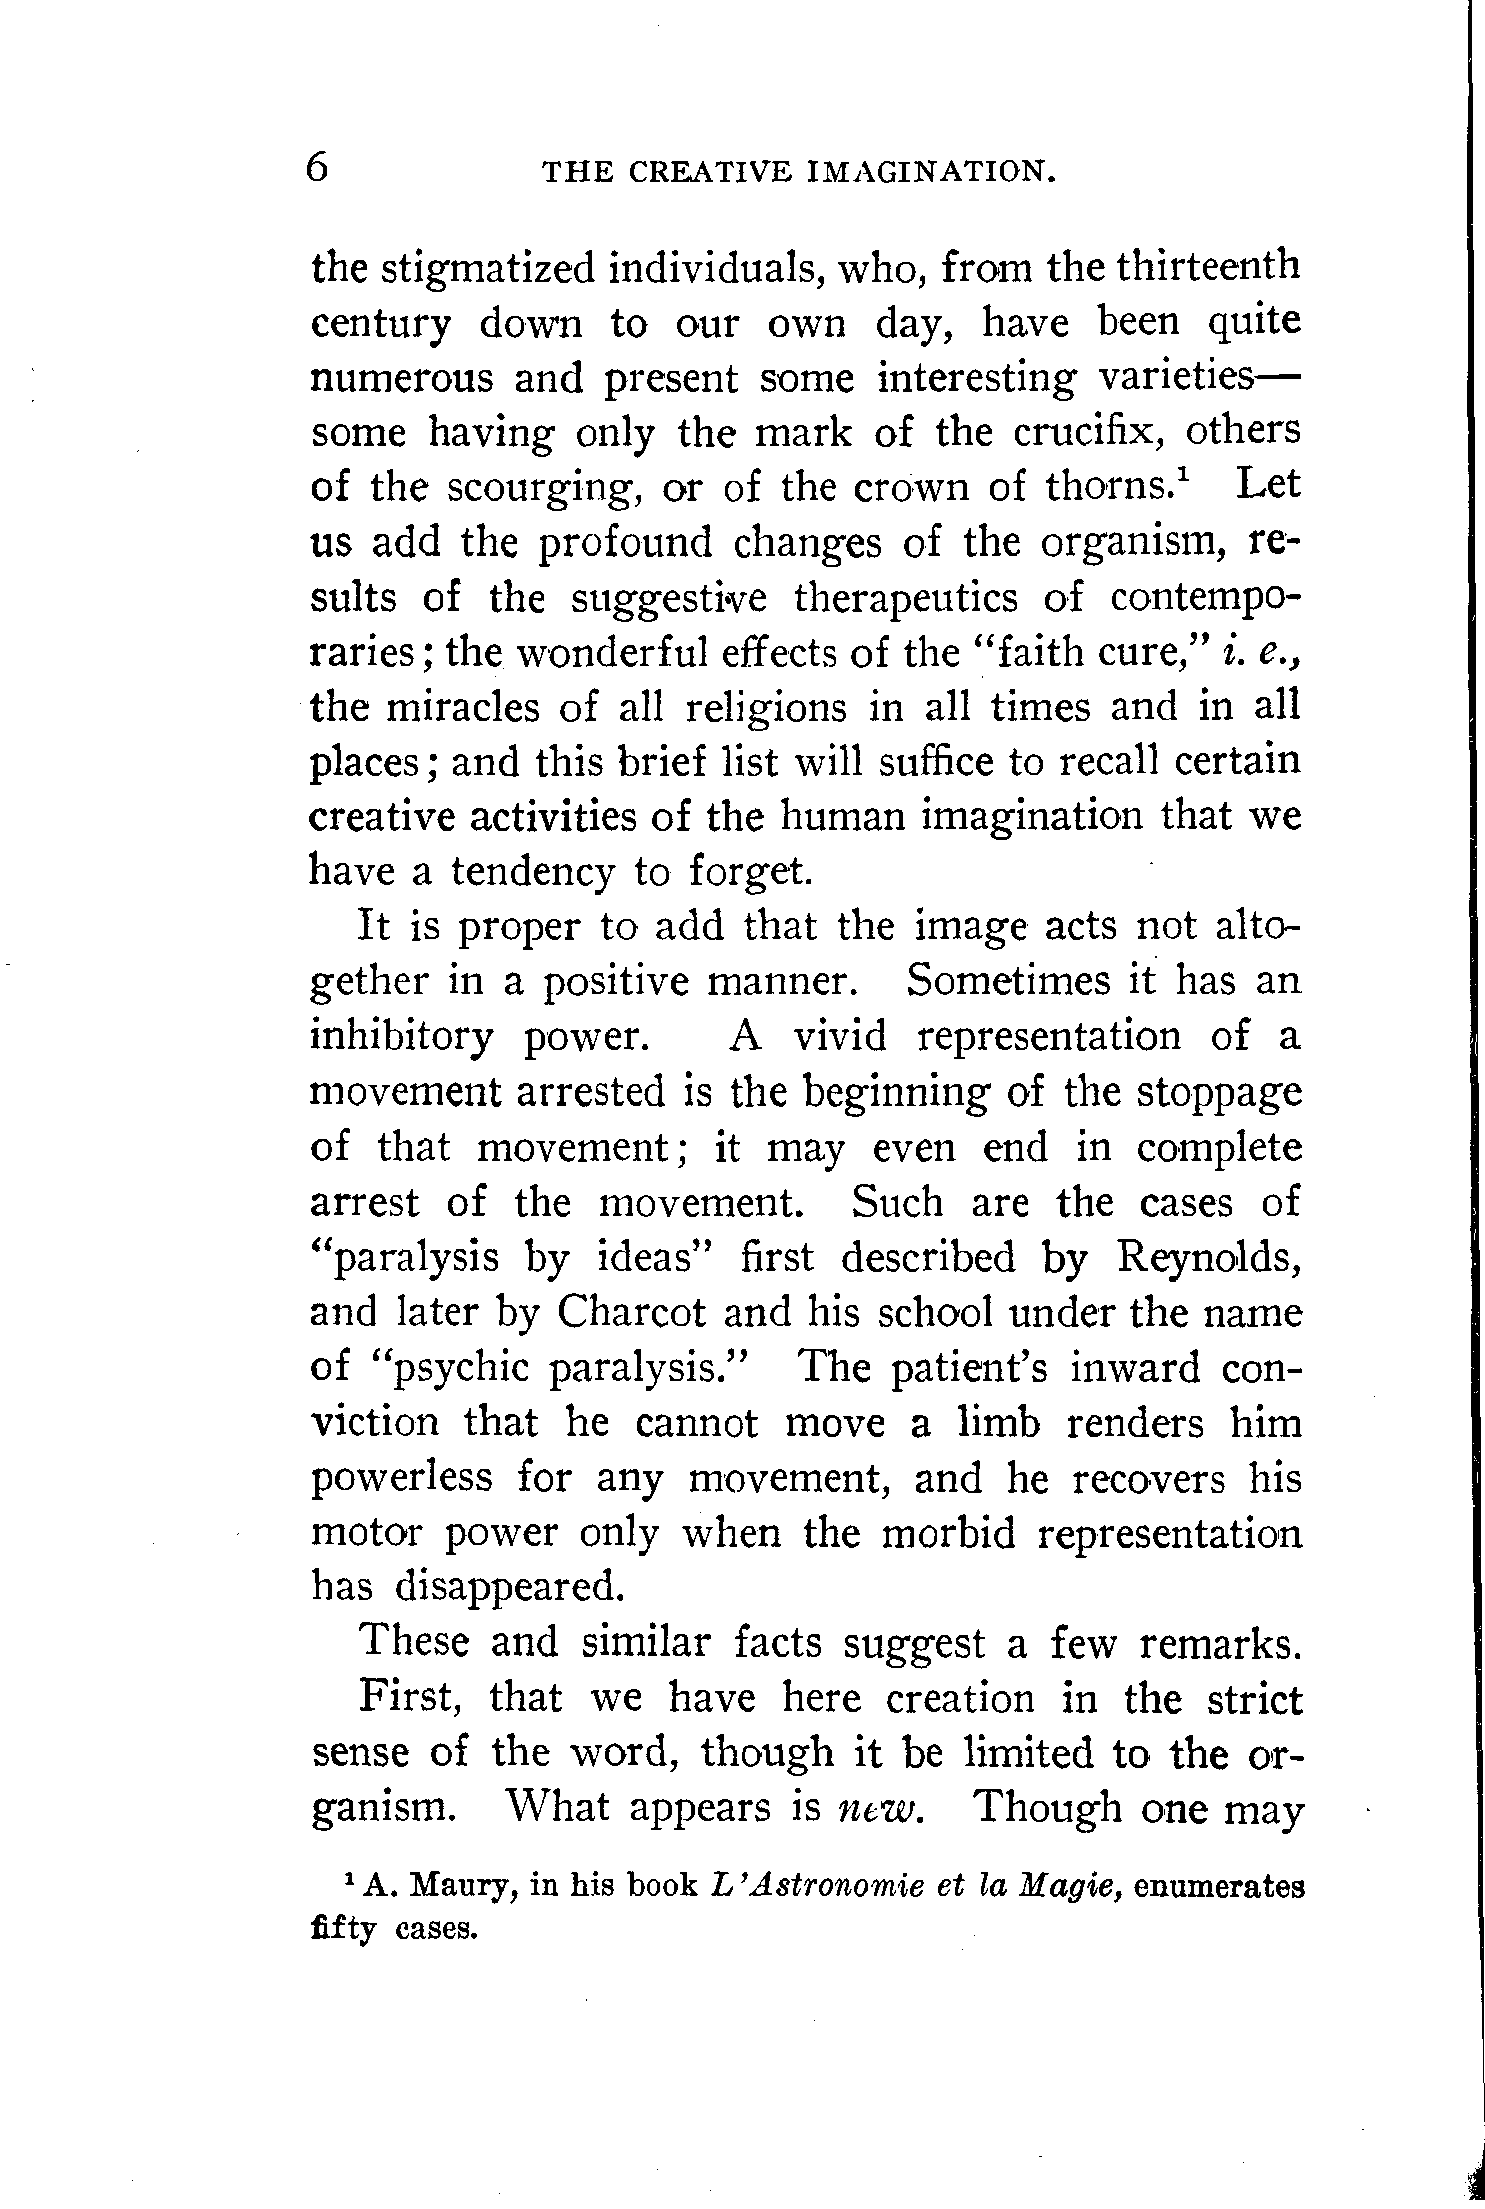 6 THE CREATIVE IMAGINATION.
the stigmatized individuals, who, from the thirteenth
century down to our own day, have been quite
numerous and present some interesting varieties—
some having only the mark of the crucifix, others
of the scourging, or of the crown of thorns.¹ Let
us add the profound changes of the organism, re-
sults of the suggestive therapeutics of contempo-
raries; the wonderful effects of the “faith cure,” i. e.,
the miracles of all religions in all times and in all
places; and this brief list will suffice to recall certain
creative activities of the human imagination that we
have a tendency to forget.
It is proper to add that the image acts not alto-
gether in a positive manner. Sometimes it has an
inhibitory power. A vivid representation of a
movement arrested is the beginning of the stoppage
of that movement; it may even end in complete
arrest of the movement. Such are the cases of
“paralysis by ideas” first described by Reynolds,
and later by Charcot and his school under the name
of “psychic paralysis.” The patient’s inward con-
viction that he cannot move a limb renders him
powerless for any movement, and he recovers his
motor power only when the morbid representation
has disappeared.
These and similar facts suggest a few remarks.
First, that we have here creation in the strict
sense of the word, though it be limited to the or-
ganism. What appears is new. Though one may
¹ A. Maury, in his book L’Astronomie et la Magie, enumerates
fifty cases.